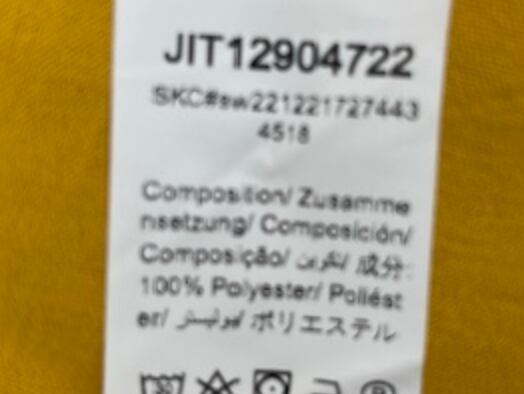 JIT12904722
SKC#sw221221727443
4518
Composition/ Zusamme
nsetzung/ Composición/
Composição/ تكوين/ 成分:
100% Polyester/ Poliést
er/ بوليستر/ ポリエステル